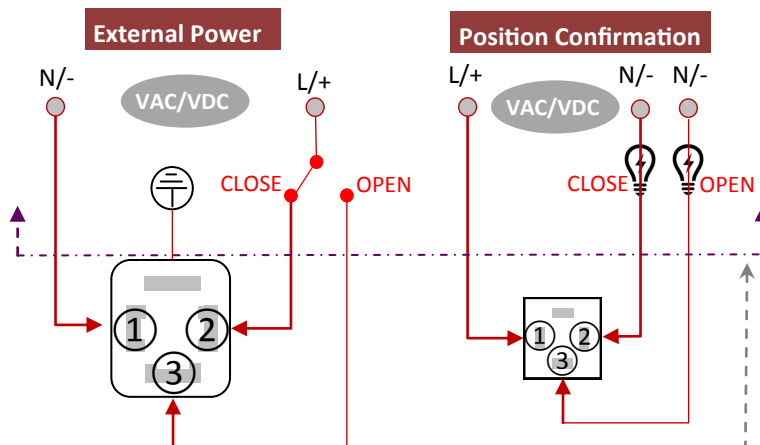 External Power
Position Confirmation
N/-
VAC/VDC
L/+
L/+
VAC/VDC
N/-
N/-
CLOSE
OPEN
CLOSE
OPEN
1
2
3
1
2
3